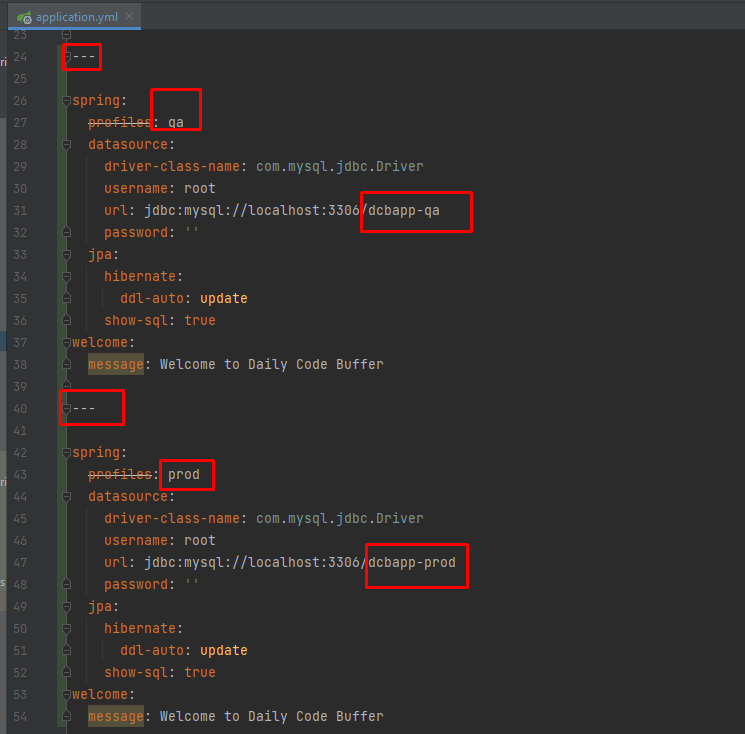 application.yml
23
24 ---
25
26 spring:
27 profiles: qa
28 datasource:
29 driver-class-name: com.mysql.jdbc.Driver
30 username: root
31 url: jdbc:mysql://localhost:3306/dcbapp-qa
32 password: ''
33 jpa:
34 hibernate:
35 ddl-auto: update
36 show-sql: true
37 welcome:
38 message: Welcome to Daily Code Buffer
39
40 ---
41
42 spring:
43 profiles: prod
44 datasource:
45 driver-class-name: com.mysql.jdbc.Driver
46 username: root
47 url: jdbc:mysql://localhost:3306/dcbapp-prod
48 password: ''
49 jpa:
50 hibernate:
51 ddl-auto: update
52 show-sql: true
53 welcome:
54 message: Welcome to Daily Code Buffer